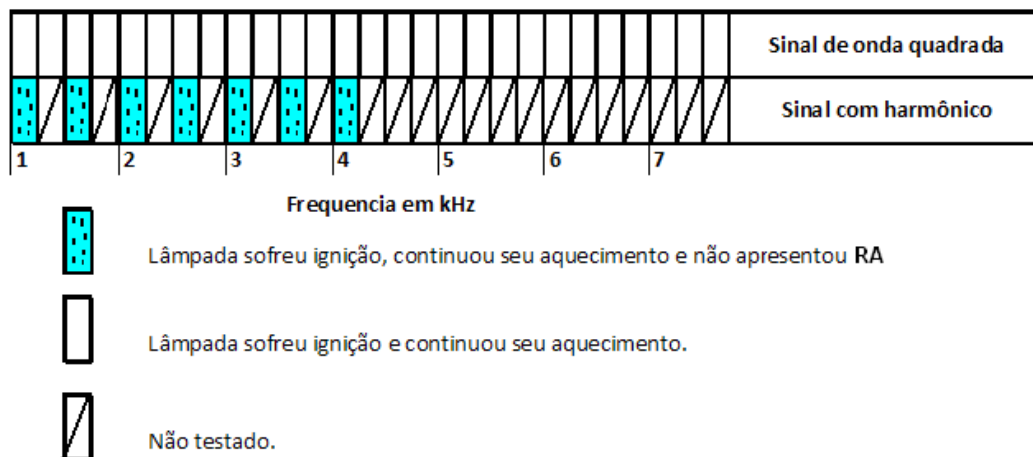 Sinal de onda quadrada
Sinal com harmônico
1 2 3 4 5 6 7
Frequencia em kHz
Lâmpada sofreu ignição, continuou seu aquecimento e não apresentou RA
Lâmpada sofreu ignição e continuou seu aquecimento.
Não testado.